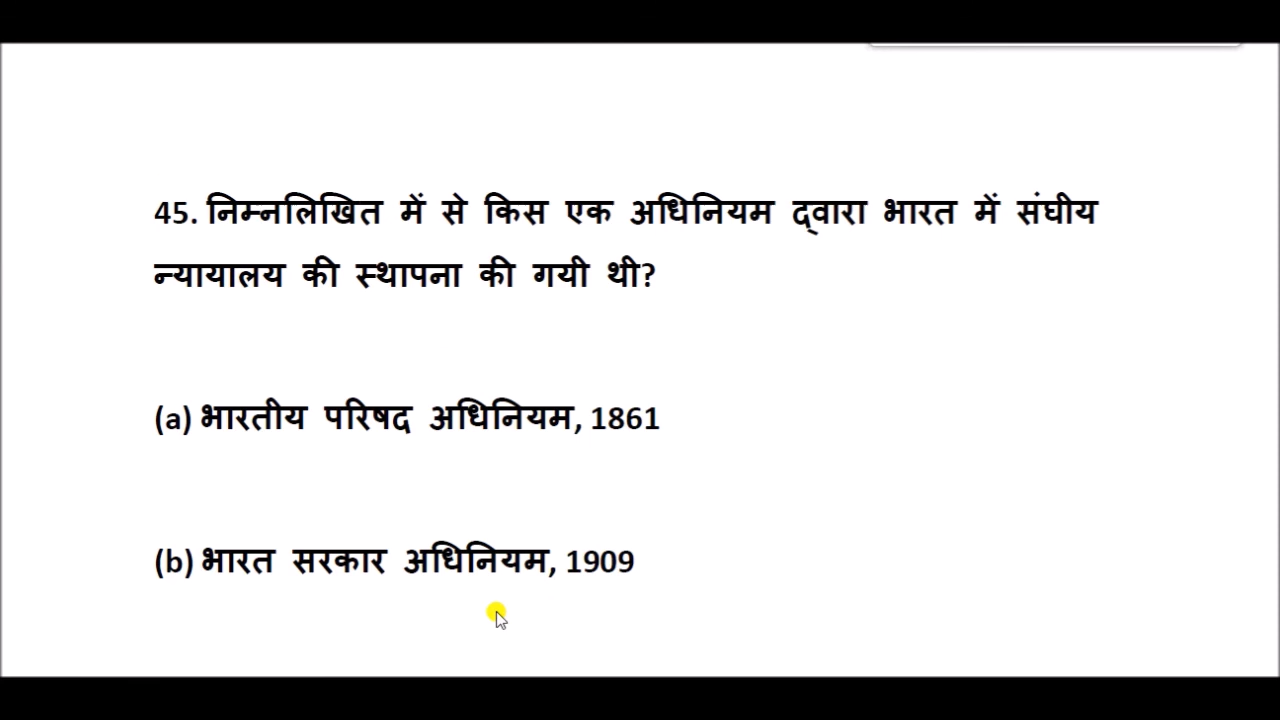 45. निम्नलिखित में से किस एक अधिनियम द्वारा भारत में संघीय
न्यायालय की स्थापना की गयी थी?
(a) भारतीय परिषद अधिनियम, 1861
(b) भारत सरकार अधिनियम, 1909